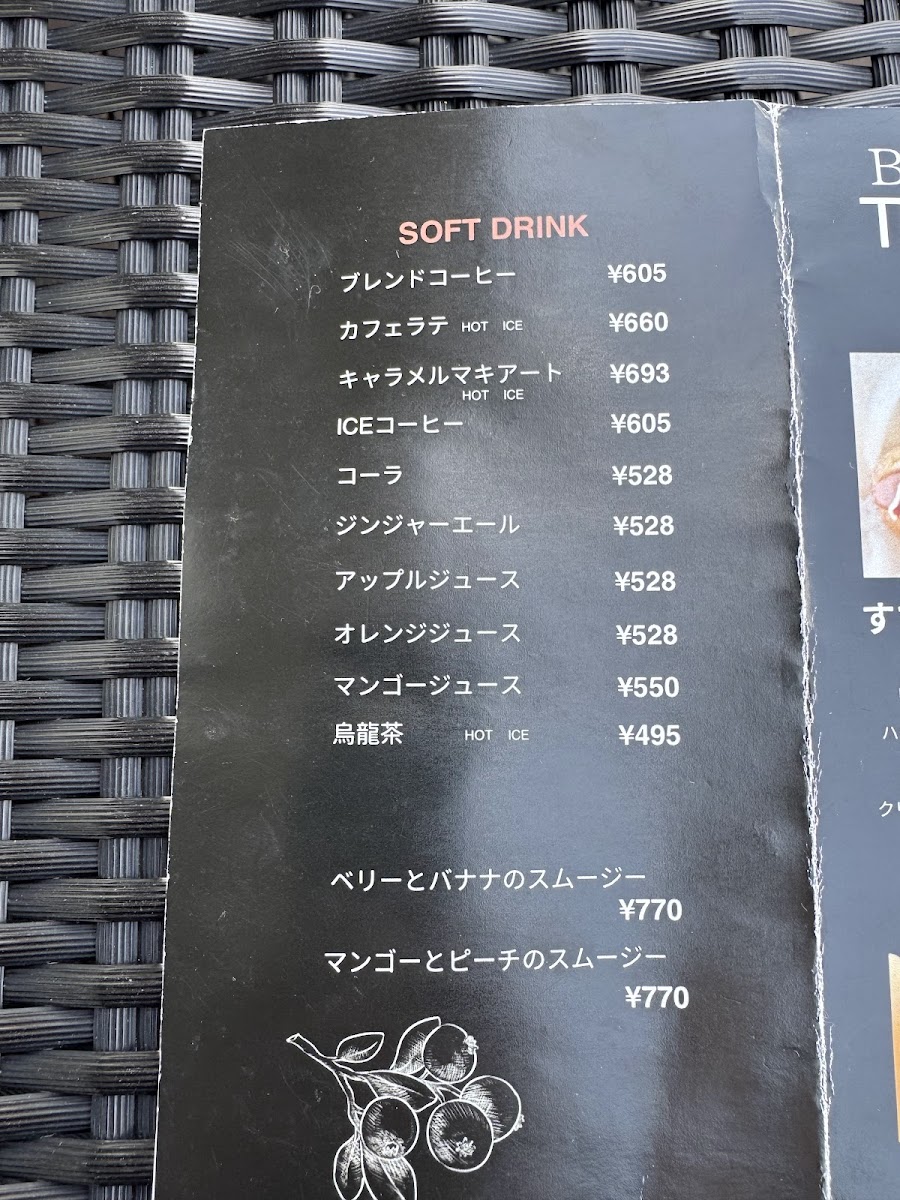 SOFT DRINK
ブレンドコーヒー ¥605
カフェラテ HOT ICE ¥660
キャラメルマキアート ¥693
HOT ICE
ICEコーヒー ¥605
コーラ ¥528
ジンジャーエール ¥528
アップルジュース ¥528
オレンジジュース ¥528
マンゴージュース ¥550
烏龍茶 HOT ICE ¥495
ベリーとバナナのスムージー
¥770
マンゴーとピーチのスムージー
¥770